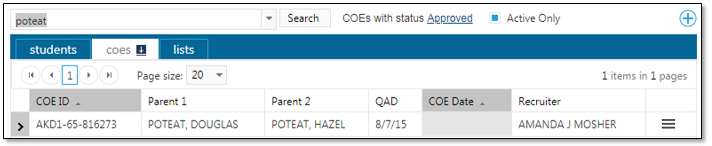 poteat Search COEs with status Approved Active Only
students coes lists
1 Page size: 20 1 items in 1 pages
COE ID Parent 1 Parent 2 QAD COE Date Recruiter
AKD1-65-816273 POTEAT, DOUGLAS POTEAT, HAZEL 8/7/15 AMANDA J MOSHER